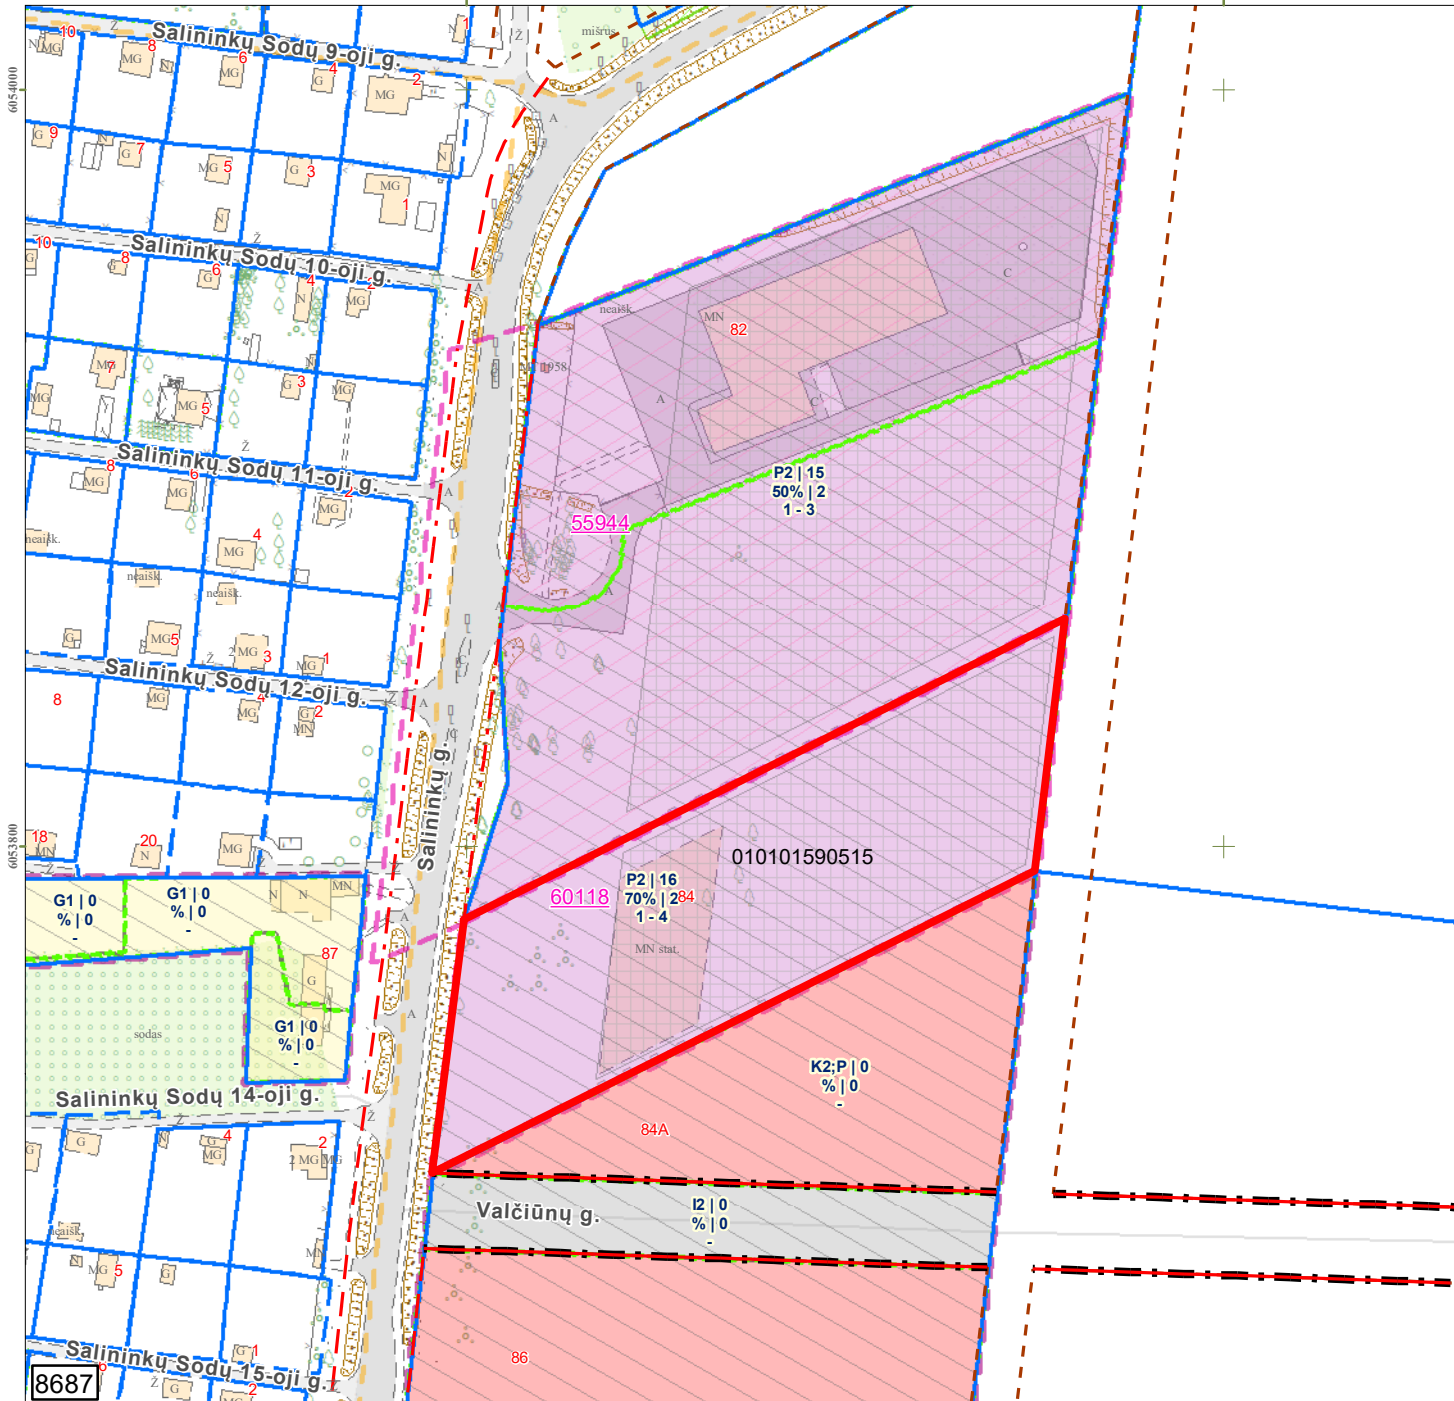 Salininkų Sodų 9-oji g.
mišrus
6054000
10
8
6
4
2
1
Ž
Ž
MG
MG
MG
G
MG
N
A
9
7
5
3
1
G
N
G
MG
G
MG
N
N
Salininkų Sodų 10-oji g.
Ž
10
8
6
4
2
G
G
G
N
MG
A
neaišk.
MN
82
C
1958
7
5
3
MG
MG
MG
G
N
MG
A
C
Salininkų Sodų 11-oji g.
Ž
8
6
2
4
MG
MG
MG
MG
A
P2 | 15
50% | 2
1 - 3
55944
neaišk.
neaišk.
neaišk.
A
A
G
MG
5
2 MG
3
MG
1
Ž
Salininkų Sodų 12-oji g.
Ž
8
4
2
MG
MG
G
MN
A
C
Salininkų g.
6053800
18
MN
20
N
MG
Ž
010101590515
G1 | 0
% | 0
-
G1 | 0
% | 0
-
N
N
MN
A
60118
P2 | 16
70% | 2
1 - 4
84
MN stat.
87
G
G1 | 0
% | 0
-
sodas
A
Salininkų Sodų 14-oji g.
Ž
K2;P | 0
% | 0
-
84A
G
G
4
MG
N
2
2 MG
MG
Valčiūnų g.
I2 | 0
% | 0
-
neaišk.
N
MG
5
G
MN
Salininkų Sodų 15-oji g.
G
1
6
Ž
G
MG
2
86
8687